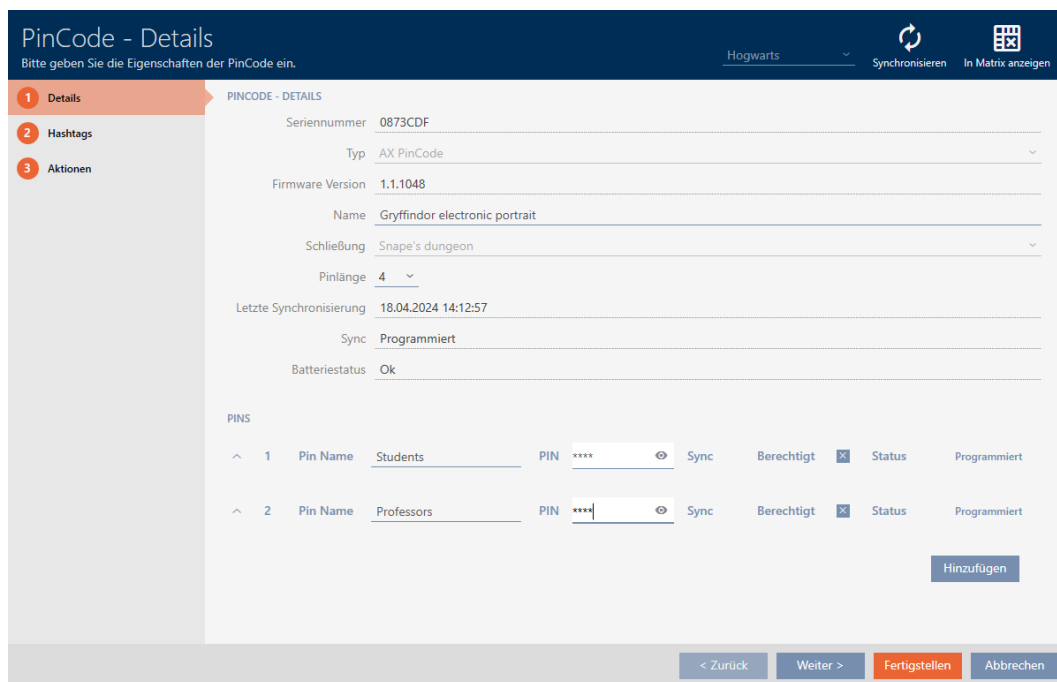 PinCode - Details
Bitte geben Sie die Eigenschaften der PinCode ein.
Hogwarts
Synchronisieren
In Matrix anzeigen
1 Details
2 Hashtags
3 Aktionen
PINCODE - DETAILS
Seriennummer 0873CDF
Typ AX PinCode
Firmware Version 1.1.1048
Name Gryffindor electronic portrait
Schließung Snape's dungeon
Pinlänge 4
Letzte Synchronisierung 18.04.2024 14:12:57
Sync Programmiert
Batteriestatus Ok
PINS
1 Pin Name Students PIN **** Sync Berechtigt Status Programmiert
2 Pin Name Professors PIN **** Sync Berechtigt Status Programmiert
Hinzufügen
< Zurück Weiter > Fertigstellen Abbrechen